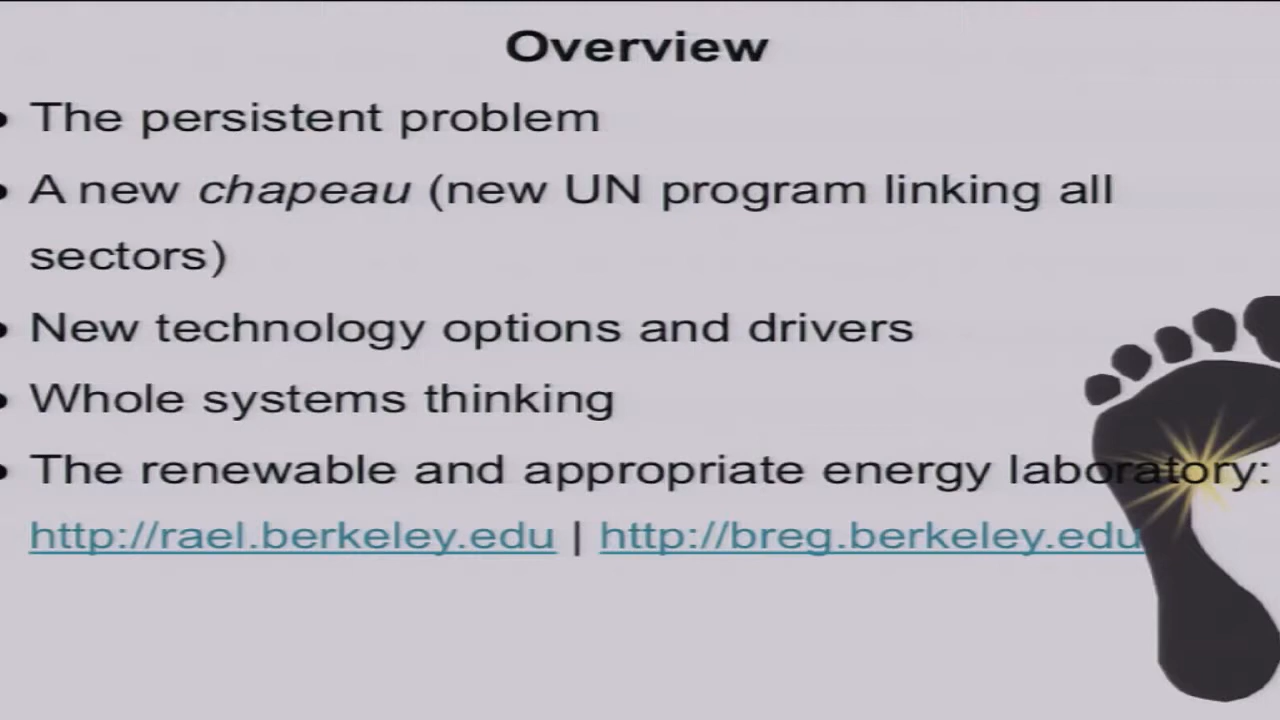 Overview
• The persistent problem
• A new chapeau (new UN program linking all
sectors)
• New technology options and drivers
• Whole systems thinking
• The renewable and appropriate energy laboratory:
http://rael.berkeley.edu | http://breg.berkeley.edu